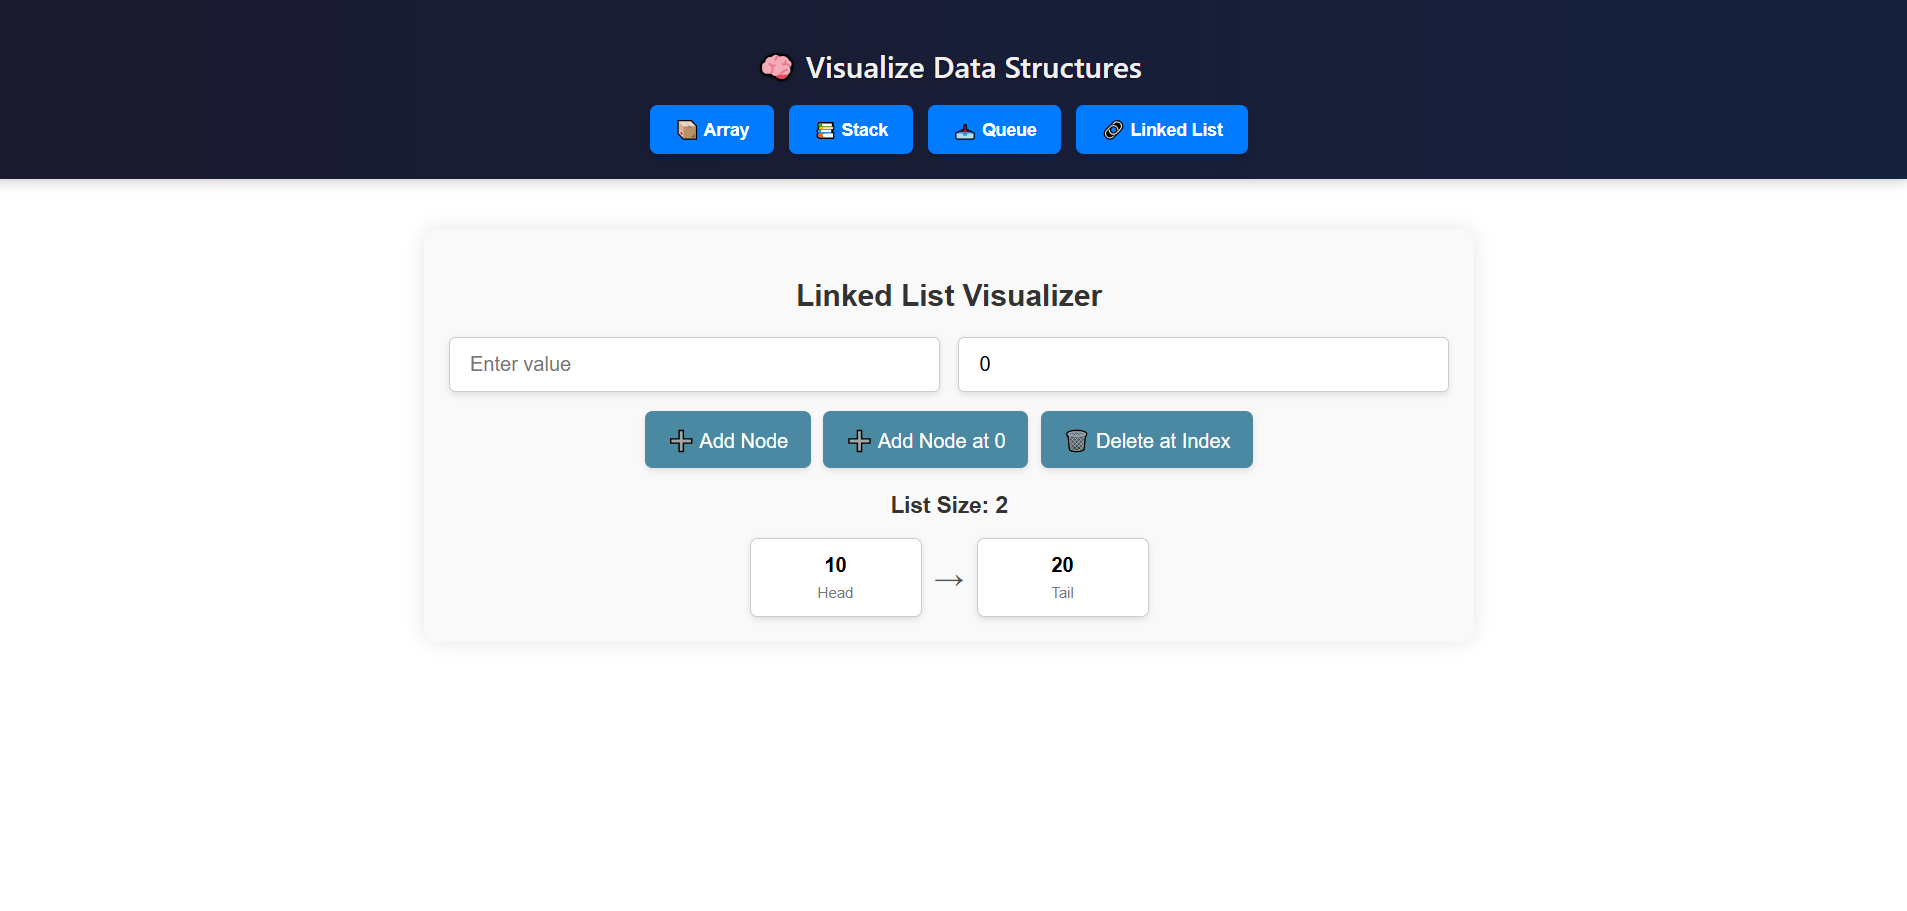 🧠 Visualize Data Structures
📦 Array 📚 Stack 📥 Queue 🔗 Linked List
Linked List Visualizer
Enter value 0
➕ Add Node ➕ Add Node at 0 🗑️ Delete at Index
List Size: 2
10 → 20
Head Tail